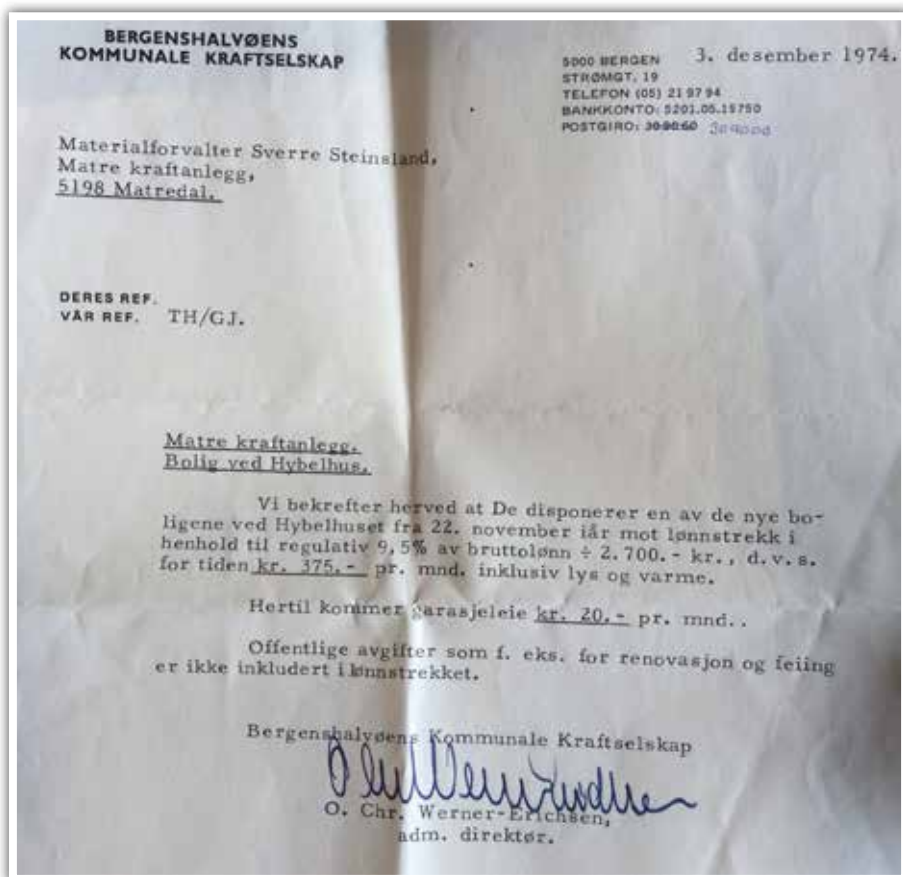 BERGENSHALVØENS
KOMMUNALE KRAFTSELSKAP
3. desember 1974.
5000 BERGEN
STRØMGT. 19
TELEFON (05) 21 97 94
BANKKONTO: 5201.05.15750
POSTGIRO:
Materialforvalter Sverre Steinsland,
Matre kraftanlegg,
5198 Matredal.
DERES REF.
VÅR REF. TH/GJ.
Matre kraftanlegg.
Bolig ved Hybelhus.
Vi bekrefter herved at De disponerer en av de nye bo-
ligene ved Hybelhuset fra 22. november iår mot lønnstrekk i
henhold til regulativ 9,5% av bruttolønn ÷ 2.700.- kr., d.v.s.
for tiden kr. 375.- pr. mnd. inklusiv lys og varme.
Hertil kommer garasjeleie kr. 20.- pr. mnd..
Offentlige avgifter som f. eks. for renovasjon og feiing
er ikke inkludert i lønnstrekket.
Bergenshalvøens Kommunale Kraftselskap
O. Chr. Werner-Erichsen,
adm. direktør.